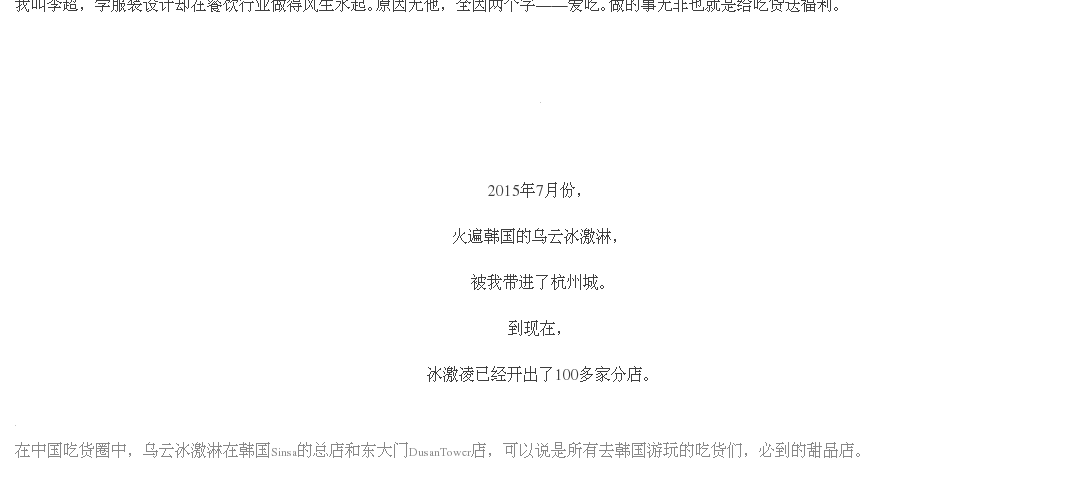 我叫李超，学服装设计却在餐饮行业做得风生水起。原因无他，全因两个字——爱吃。做的事无非也就是给吃货送福利。
2015年7月份，
火遍韩国的乌云冰激淋，
被我带进了杭州城。
到现在，
冰激凌已经开出了100多家分店。
在中国吃货圈中，乌云冰激淋在韩国Sinsa的总店和东大门DusanTower店，可以说是所有去韩国游玩的吃货们，必到的甜品店。